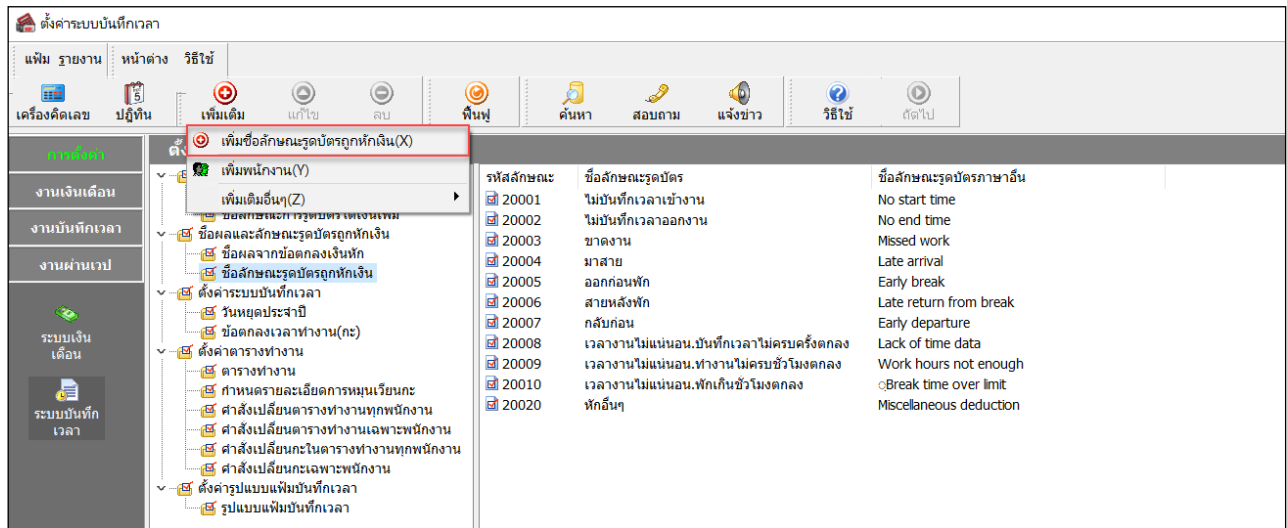 ตั้งค่าระบบบันทึกเวลา
แฟ้ม รายงาน หน้าต่าง วิธีใช้
เครื่องคิดเลข ปฏิทิน เพิ่มเติม แก้ไข ลบ ฟื้นฟู ค้นหา สอบถาม แจ้งข่าว วิธีใช้ ถัดไป
การตั้งค่า
งานเงินเดือน
งานบันทึกเวลา
งานผ่านเวป
ระบบเงิน
เดือน
ระบบบันทึก
เวลา
เพิ่มชื่อลักษณะรูดบัตรถูกหักเงิน(X)
เพิ่มพนักงาน(Y)
เพิ่มเติมอื่นๆ(Z)
ชื่อลักษณะการรูดบัตรได้เงินเพิ่ม
ชื่อผลและลักษณะรูดบัตรถูกหักเงิน
ชื่อผลจากข้อตกลงเงินหัก
ชื่อลักษณะรูดบัตรถูกหักเงิน
ตั้งค่าระบบบันทึกเวลา
วันหยุดประจำปี
ข้อตกลงเวลาทำงาน(กะ)
ตั้งค่าตารางทำงาน
ตารางทำงาน
กำหนดรายละเอียดการหมุนเวียนกะ
คำสั่งเปลี่ยนตารางทำงานทุกพนักงาน
คำสั่งเปลี่ยนตารางทำงานเฉพาะพนักงาน
คำสั่งเปลี่ยนกะในตารางทำงานทุกพนักงาน
คำสั่งเปลี่ยนกะเฉพาะพนักงาน
ตั้งค่ารูปแบบแฟ้มบันทึกเวลา
รูปแบบแฟ้มบันทึกเวลา
รหัสลักษณะ ชื่อลักษณะรูดบัตร ชื่อลักษณะรูดบัตรภาษาอื่น
20001 ไม่บันทึกเวลาเข้างาน No start time
20002 ไม่บันทึกเวลาออกงาน No end time
20003 ขาดงาน Missed work
20004 มาสาย Late arrival
20005 ออกก่อนพัก Early break
20006 สายหลังพัก Late return from break
20007 กลับก่อน Early departure
20008 เวลางานไม่แน่นอน.บันทึกเวลาไม่ครบครั้งตกลง Lack of time data
20009 เวลางานไม่แน่นอน.ทำงานไม่ครบชั่วโมงตกลง Work hours not enough
20010 เวลางานไม่แน่นอน.พักเกินชั่วโมงตกลง Break time over limit
20020 หักอื่นๆ Miscellaneous deduction